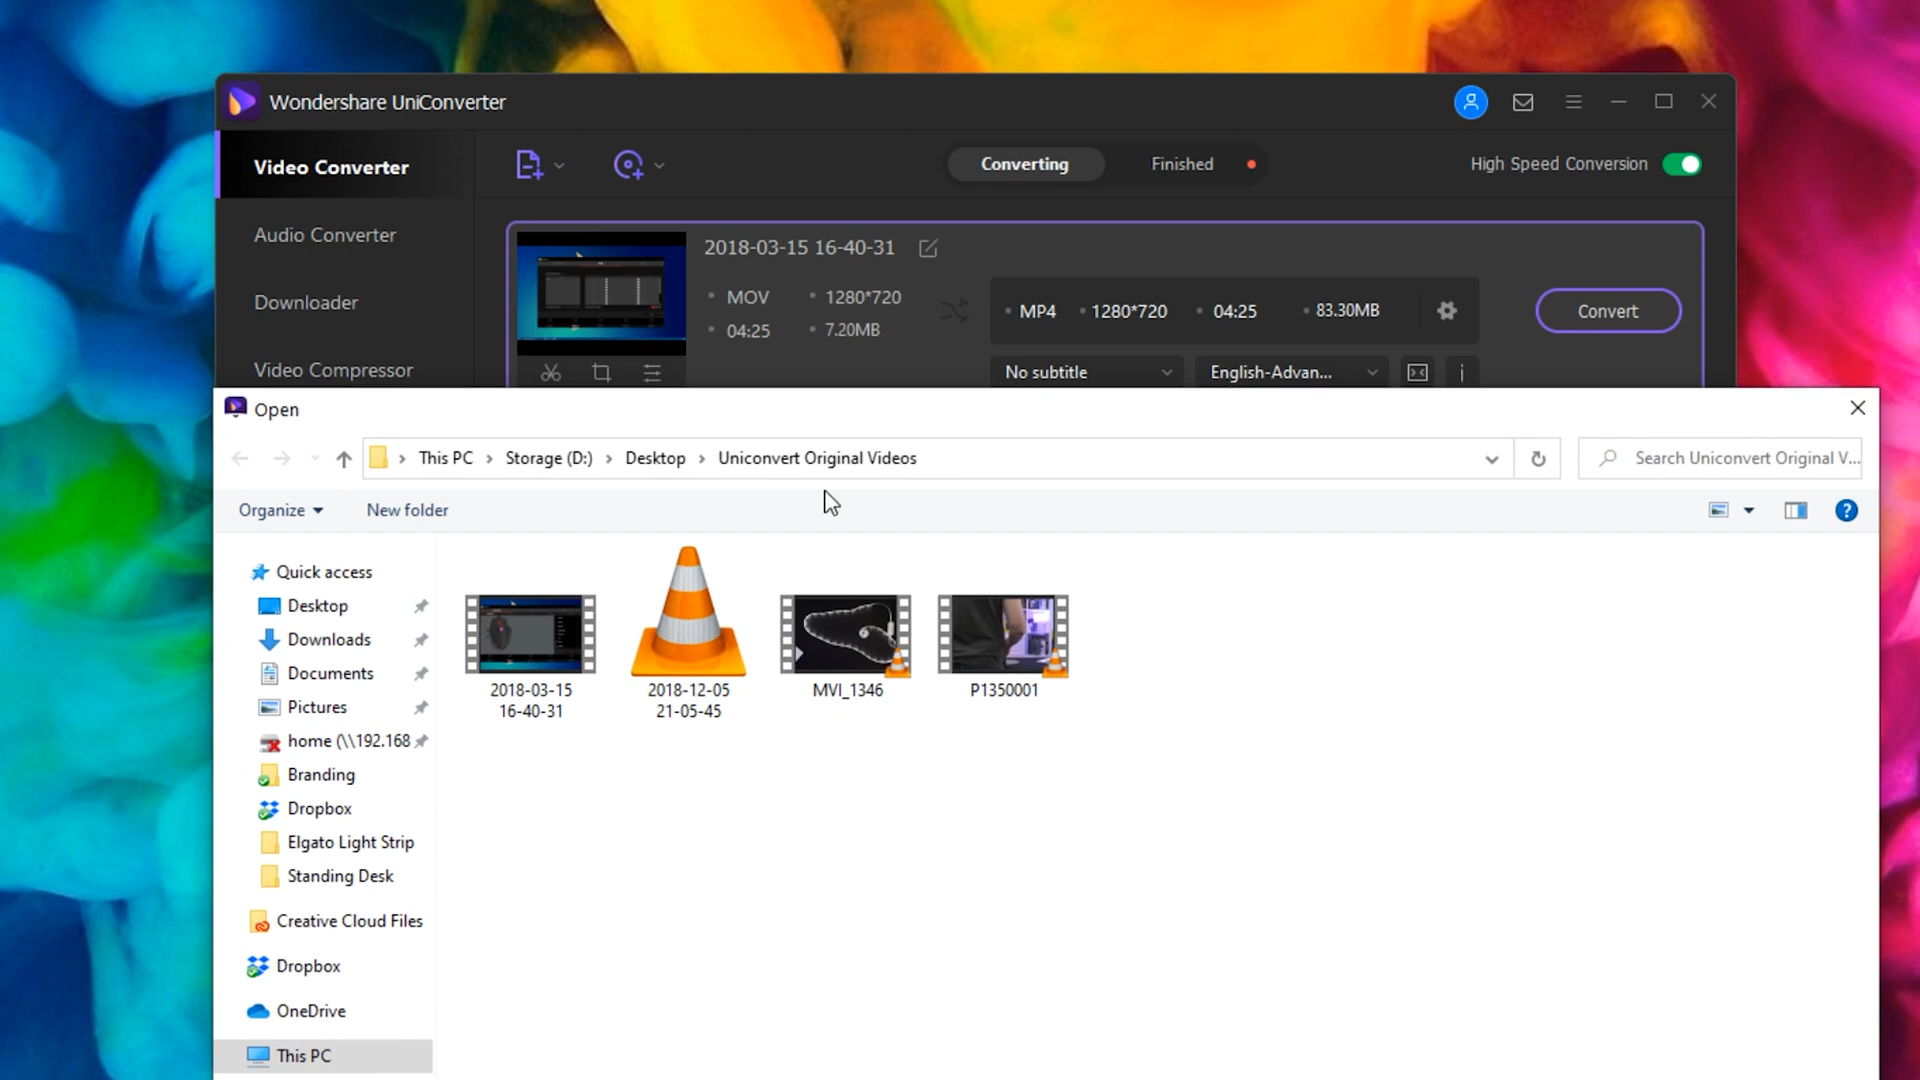 Wondershare UniConverter
Video Converter
Converting
Finished
High Speed Conversion
Audio Converter
Downloader
Video Compressor
2018-03-15 16-40-31
MOV
1280*720
04:25
7.20MB
MP4
1280*720
04:25
83.30MB
Convert
No subtitle
English-Advan...
Open
This PC
Storage (D:)
Desktop
Uniconvert Original Videos
Search Uniconvert Original V...
Organize
New folder
Quick access
Desktop
Downloads
Documents
Pictures
home (\\192.168
Branding
Dropbox
Elgato Light Strip
Standing Desk
Creative Cloud Files
Dropbox
OneDrive
This PC
2018-03-15
16-40-31
2018-12-05
21-05-45
MVI_1346
P1350001